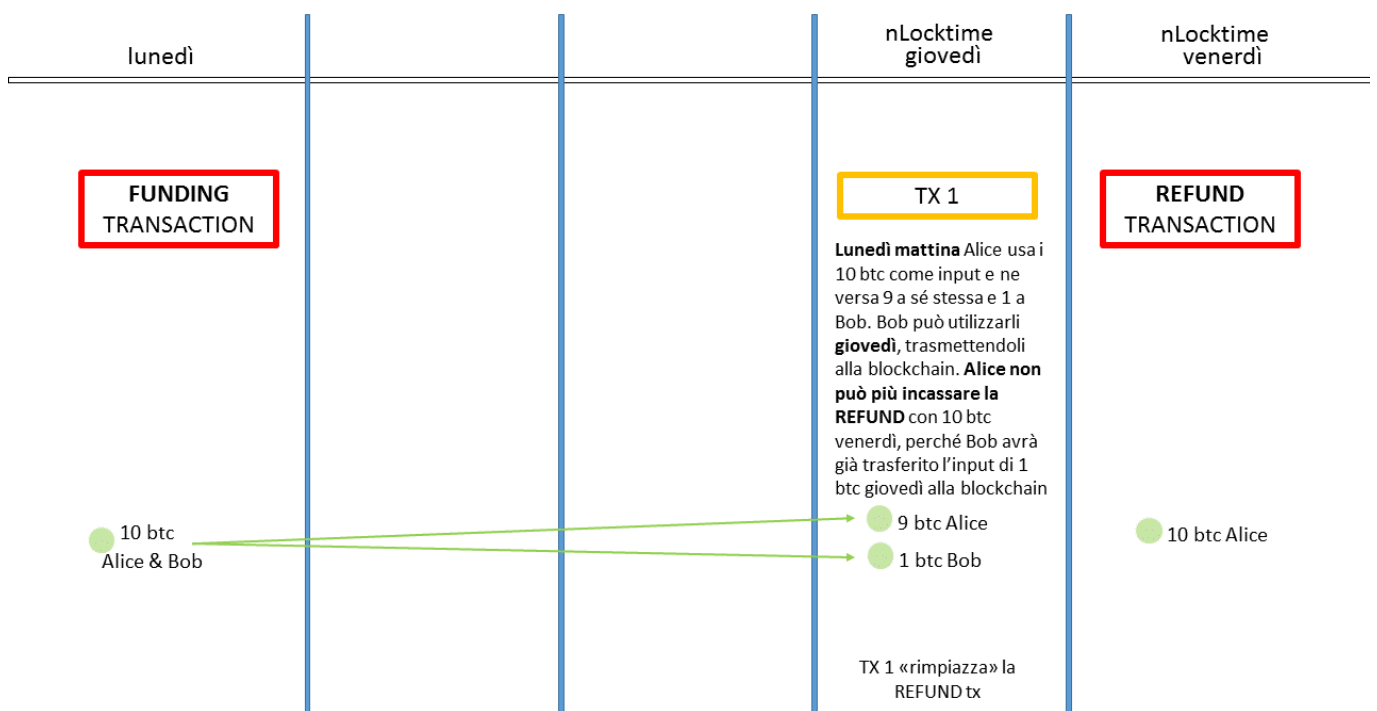 lunedì
nLocktime
giovedì
nLocktime
venerdì
FUNDING
TRANSACTION
TX 1
REFUND
TRANSACTION
Lunedì mattina Alice usa i
10 btc come input e ne
versa 9 a sé stessa e 1 a
Bob. Bob può utilizzarli
giovedì, trasmettendoli
alla blockchain. Alice non
può più incassare la
REFUND con 10 btc
venerdì, perché Bob avrà
già trasferito l'input di 1
btc giovedì alla blockchain
10 btc
Alice & Bob
9 btc Alice
1 btc Bob
10 btc Alice
TX 1 «rimpiazza» la
REFUND tx